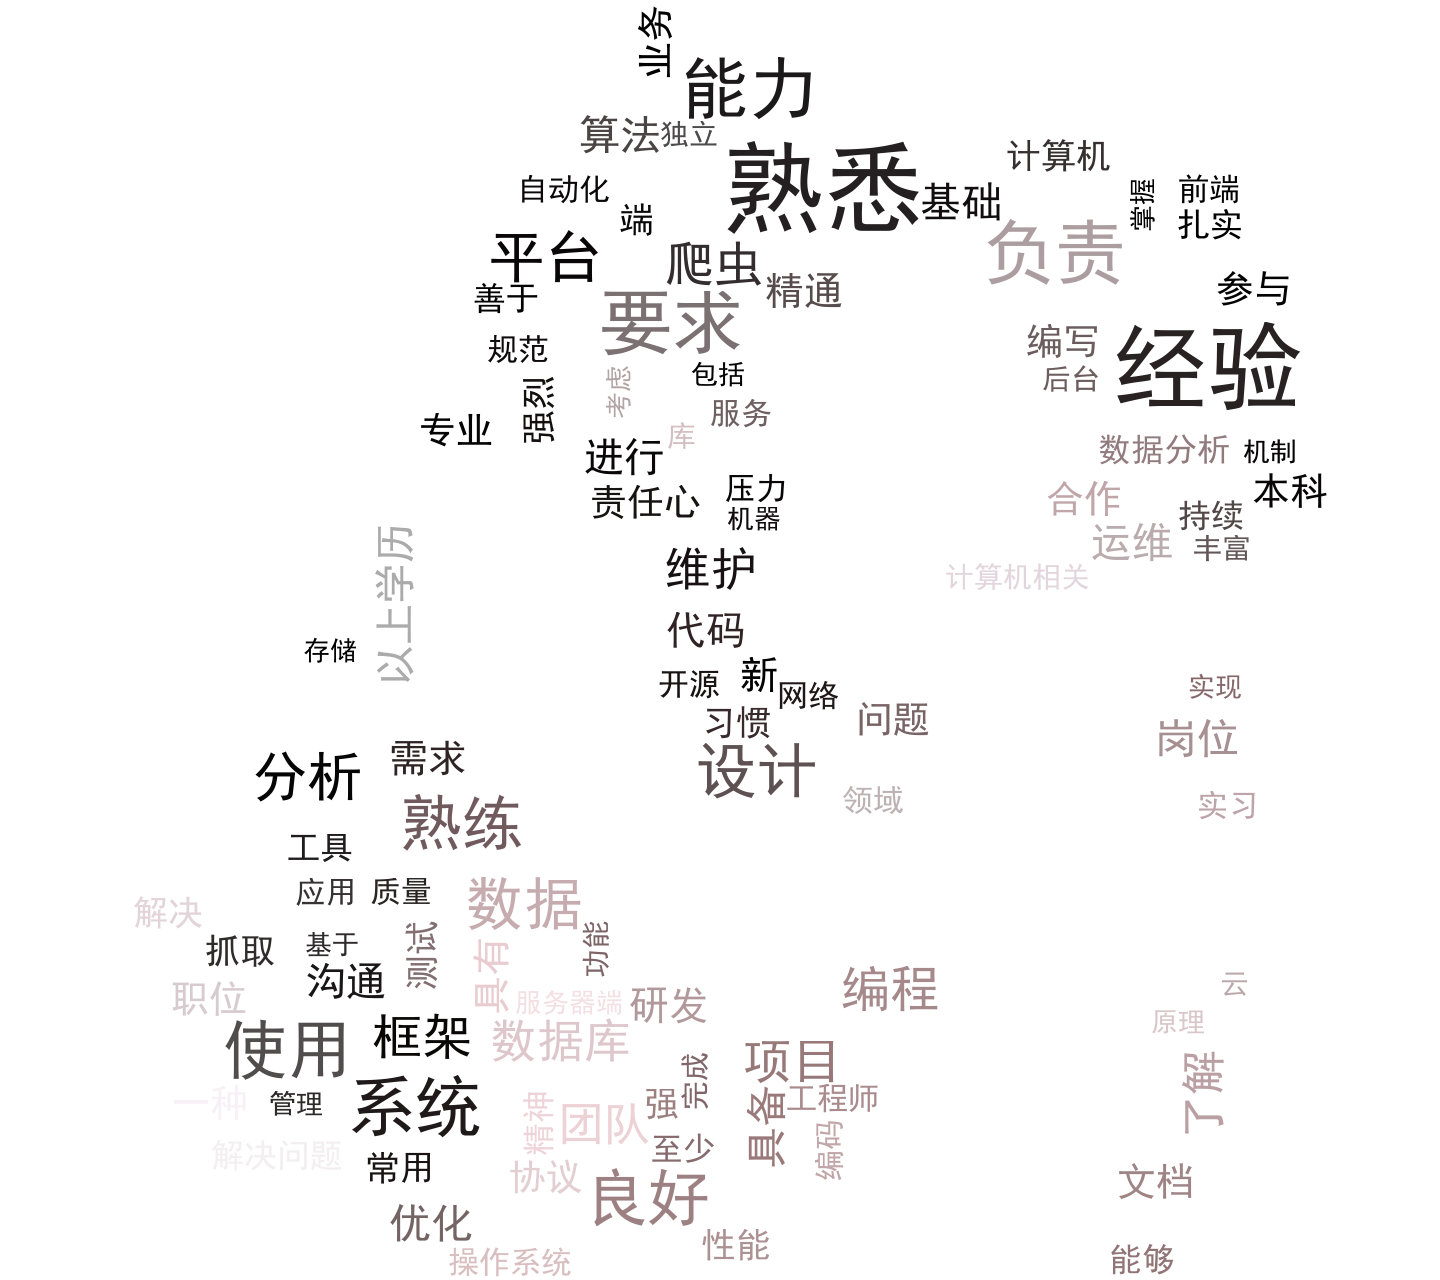 业务
能力
算法
独立
熟悉
计算机
自动化
端
基础
掌握
前端
扎实
平台
爬虫
负责
精通
参与
善于
要求
规范
编写
经验
考虑
包括
后台
强烈
服务
专业
库
进行
数据分析
机制
责任心
压力
机器
合作
本科
持续
运维
丰富
以上学历
维护
计算机相关
代码
存储
开源
新
网络
实现
习惯
问题
岗位
分析
需求
设计
领域
实习
熟练
工具
应用
质量
数据
解决
抓取
基于
测试
功能
具有
沟通
编程
云
职位
服务器端
研发
原理
使用
框架
数据库
项目
了解
一种
管理
系统
精神
团队
强
完成
具备
工程师
编码
解决问题
常用
至少
协议
良好
文档
优化
性能
操作系统
能够